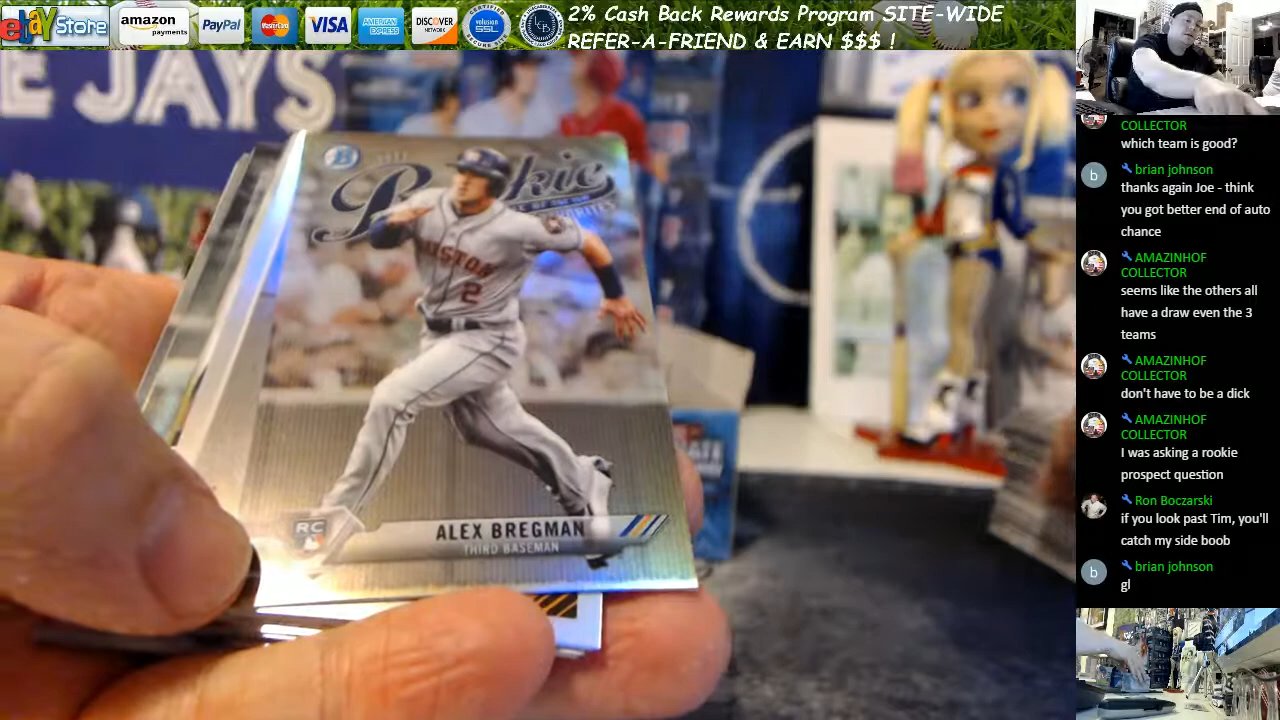 ebay Store
amazon
payments
PayPal
MasterCard
VISA
AMERICAN
EXPRESS
DISCOVER
NETWORK
SSL
2% Cash Back Rewards Program SITE-WIDE
REFER-A-FRIEND & EARN $$$ !
E JAYS
Rookie
HOUSTON
2
RC
ALEX BREGMAN
THIRD BASEMAN
COLLECTOR
which team is good?
b
brian johnson
thanks again Joe - think
you got better end of auto
chance
AMAZINHOF
COLLECTOR
seems like the others all
have a draw even the 3
teams
AMAZINHOF
COLLECTOR
don't have to be a dick
AMAZINHOF
COLLECTOR
I was asking a rookie
prospect question
Ron Boczarski
if you look past Tim, you'll
catch my side boob
b
brian johnson
gl